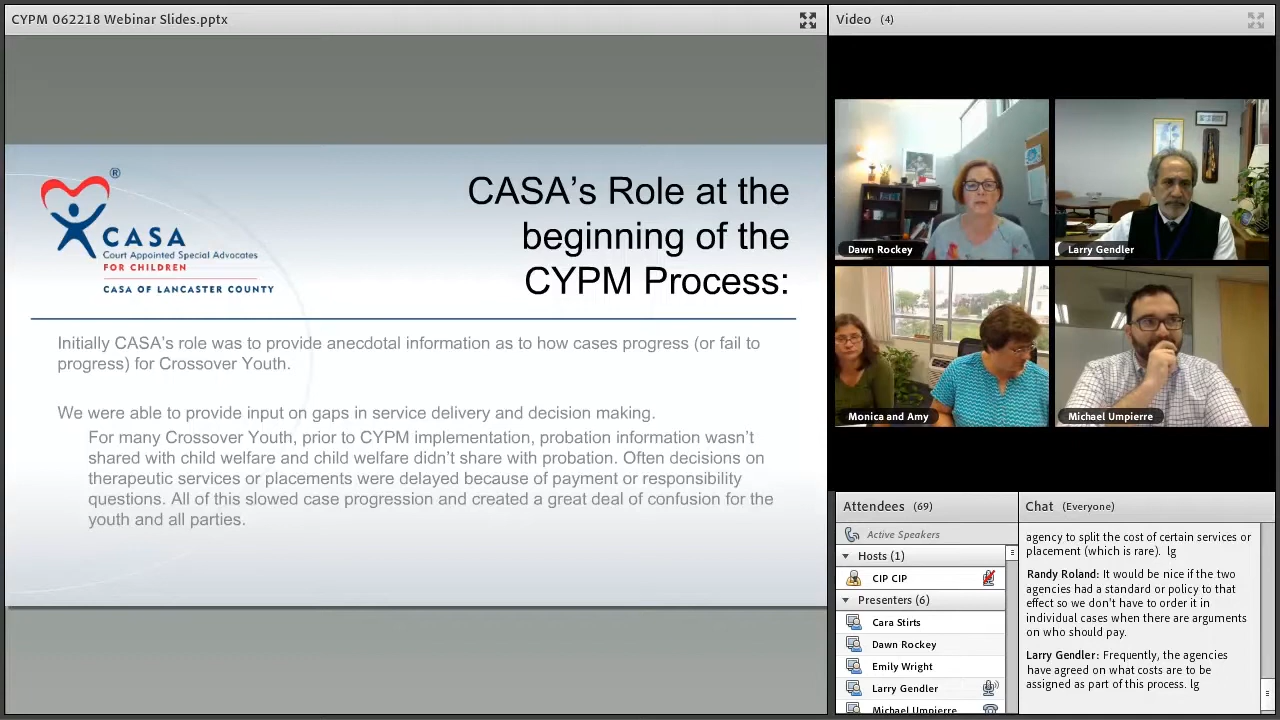 CYPM 062218 Webinar Slides.pptx
CASA’s Role at the
beginning of the
CYPM Process:
®
CASA
Court Appointed Special Advocates
FOR CHILDREN
CASA OF LANCASTER COUNTY
Initially CASA’s role was to provide anecdotal information as to how cases progress (or fail to
progress) for Crossover Youth.
We were able to provide input on gaps in service delivery and decision making.
For many Crossover Youth, prior to CYPM implementation, probation information wasn’t
shared with child welfare and child welfare didn’t share with probation. Often decisions on
therapeutic services or placements were delayed because of payment or responsibility
questions. All of this slowed case progression and created a great deal of confusion for the
youth and all parties.
Video (4)
Dawn Rockey
Larry Gendler
Monica and Amy
Michael Umpierre
Attendees (69)
Active Speakers
Hosts (1)
CIP CIP
Presenters (6)
Cara Stirts
Dawn Rockey
Emily Wright
Larry Gendler
Michael Umpierre
Chat (Everyone)
agency to split the cost of certain services or
placement (which is rare). lg
Randy Roland: It would be nice if the two
agencies had a standard or policy to that
effect so we don't have to order it in
individual cases when there are arguments
on who should pay.
Larry Gendler: Frequently, the agencies
have agreed on what costs are to be
assigned as part of this process. lg